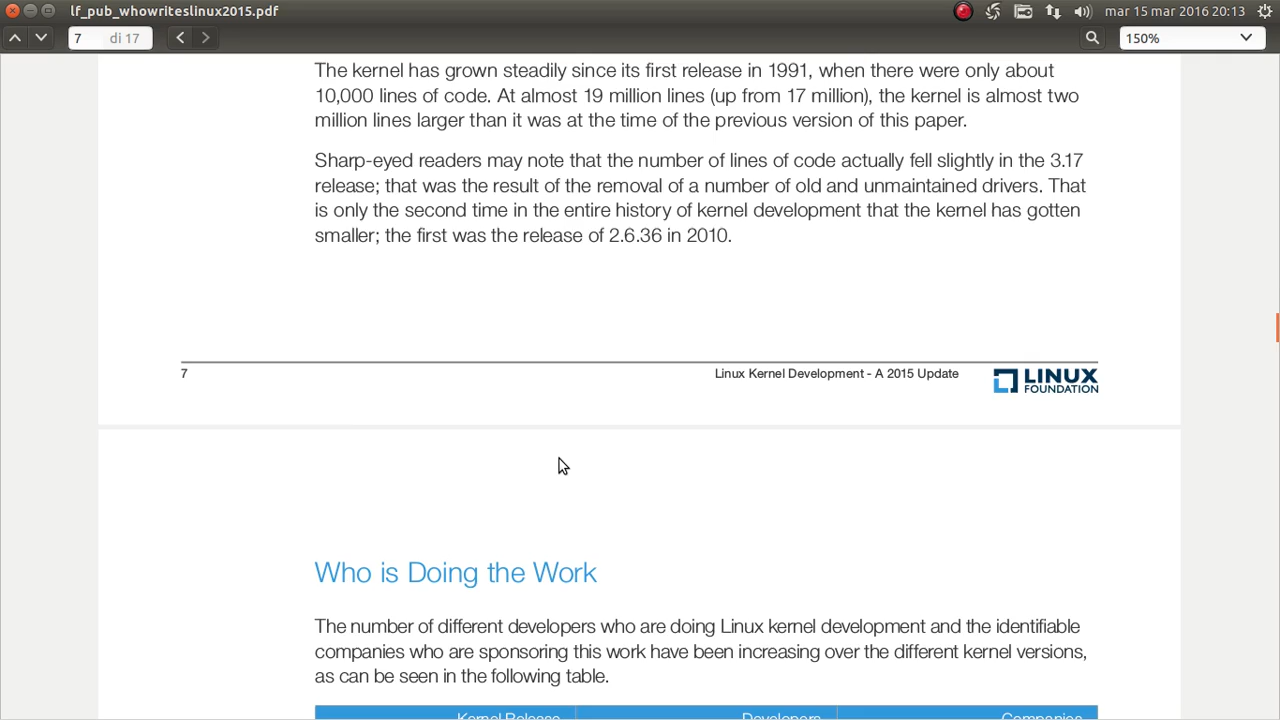 lf_pub_whowriteslinux2015.pdf
mar 15 mar 2016 20:13
7 di 17
150%
The kernel has grown steadily since its first release in 1991, when there were only about
10,000 lines of code. At almost 19 million lines (up from 17 million), the kernel is almost two
million lines larger than it was at the time of the previous version of this paper.
Sharp-eyed readers may note that the number of lines of code actually fell slightly in the 3.17
release; that was the result of the removal of a number of old and unmaintained drivers. That
is only the second time in the entire history of kernel development that the kernel has gotten
smaller; the first was the release of 2.6.36 in 2010.
7
Linux Kernel Development - A 2015 Update
LINUX
FOUNDATION
Who is Doing the Work
The number of different developers who are doing Linux kernel development and the identifiable
companies who are sponsoring this work have been increasing over the different kernel versions,
as can be seen in the following table.
Kernel Release Developers Companies